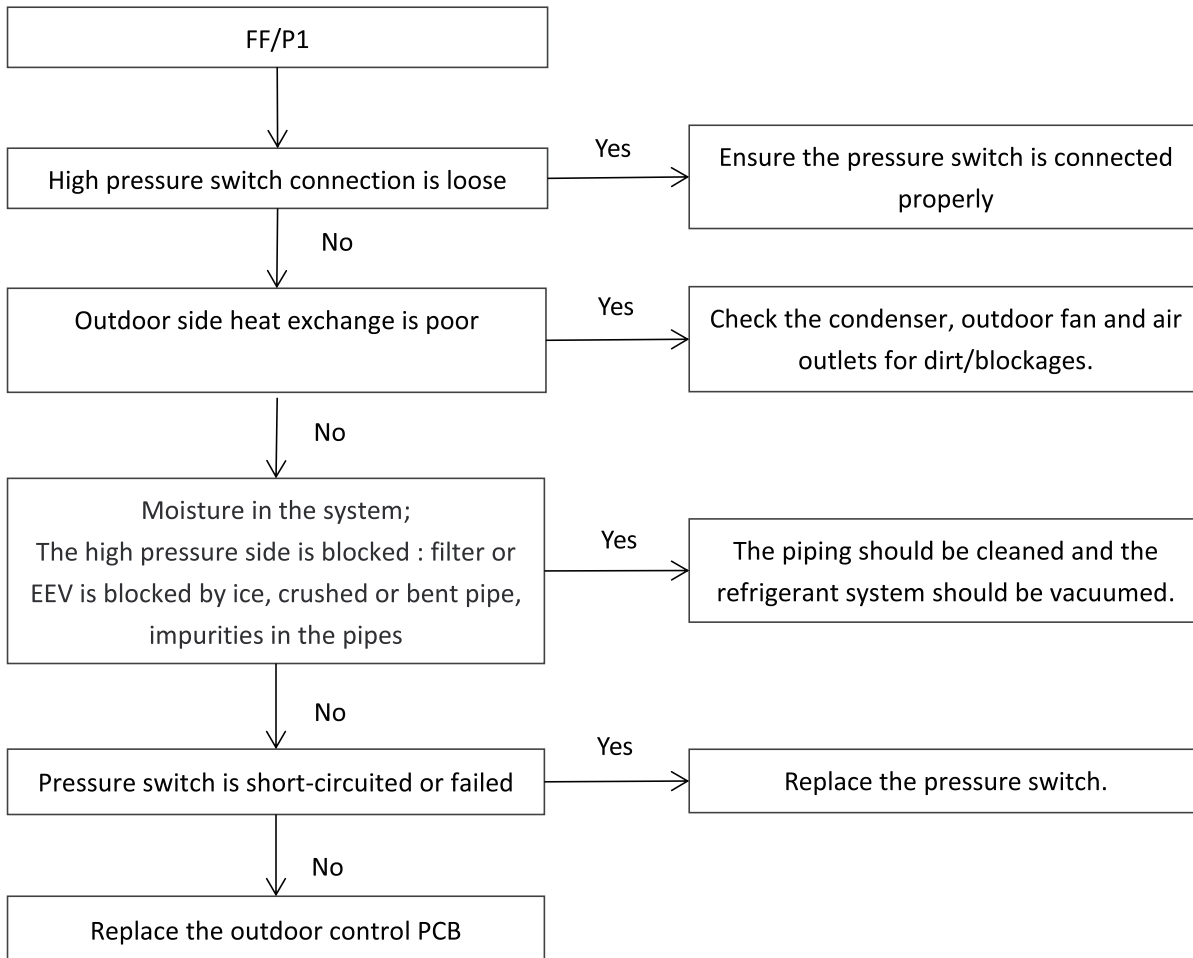 FF/P1
Yes
High pressure switch connection is loose
Ensure the pressure switch is connected
properly
No
Outdoor side heat exchange is poor
Yes
Check the condenser, outdoor fan and air
outlets for dirt/blockages.
No
Moisture in the system;
The high pressure side is blocked : filter or
EEV is blocked by ice, crushed or bent pipe,
impurities in the pipes
Yes
The piping should be cleaned and the
refrigerant system should be vacuumed.
No
Pressure switch is short-circuited or failed
Yes
Replace the pressure switch.
No
Replace the outdoor control PCB